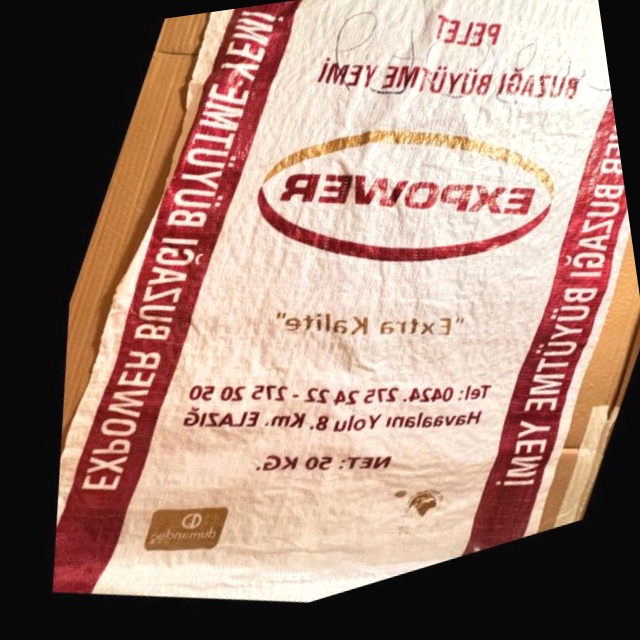 PELET
BUZAĞI BÜYÜTME YEMİ
EXPOWER
"Extra Kalite"
Tel: 0424. 275 24 22 - 275 20 50
Havaalanı Yolu 8. Km. ELAZIĞ
NET: 50 KG.
EXPOWER BUZAĞI BÜYÜTME YEMİ
BUZAĞI BÜYÜTME YEMİ